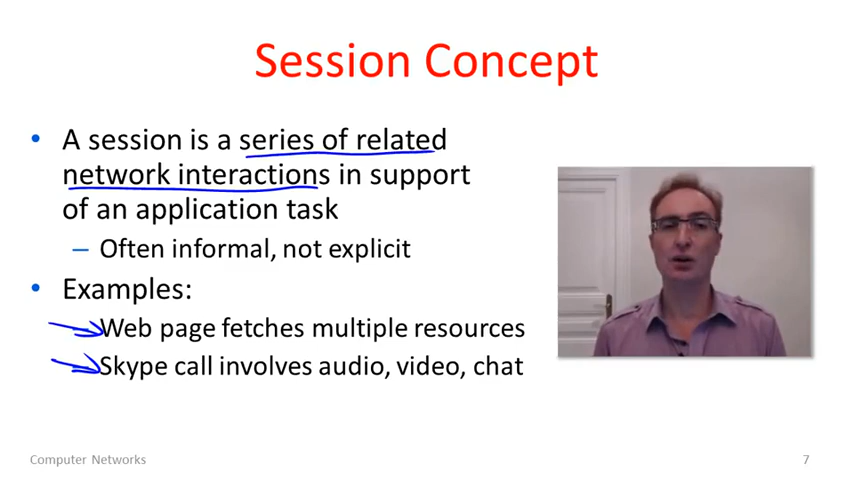 Session Concept
• A session is a series of related
network interactions in support
of an application task
– Often informal, not explicit
• Examples:
Web page fetches multiple resources
Skype call involves audio, video, chat
Computer Networks
7